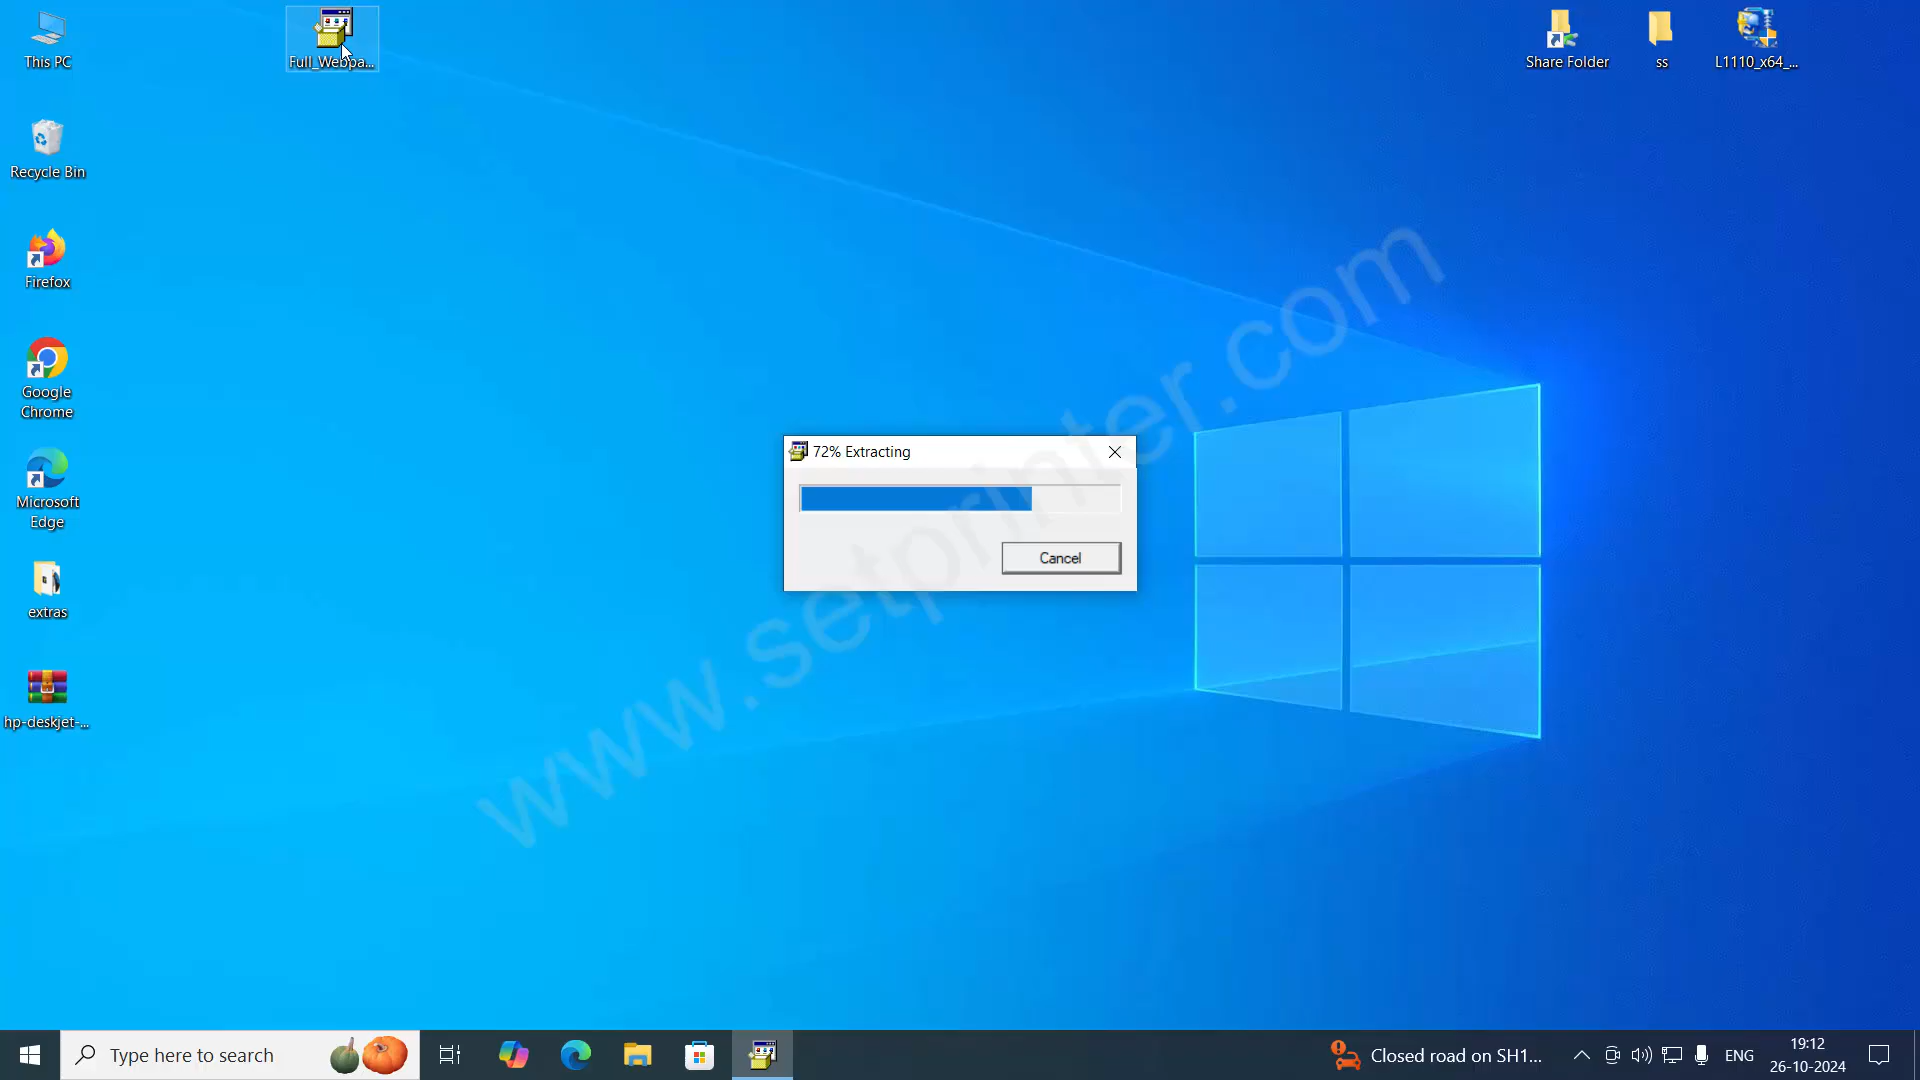 This PC
Full_Webpa...
Share Folder
ss
L1110_x64_...
Recycle Bin
Firefox
Google
Chrome
Microsoft
Edge
extras
hp-deskjet-...
72% Extracting
Cancel
www.setprinter.com
Type here to search
Closed road on SH1...
ENG
19:12
26-10-2024